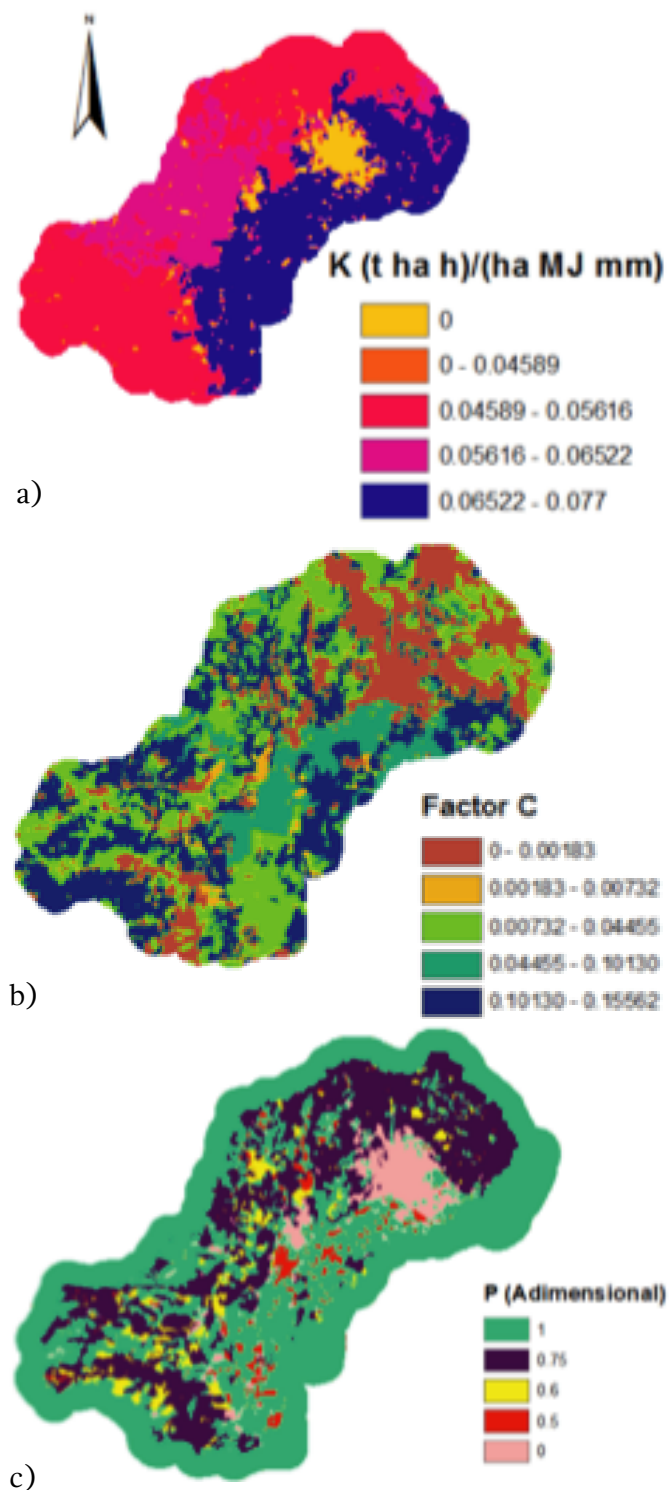 N
K (t ha h)/(ha MJ mm)
0
0 - 0.04589
0.04589 - 0.05616
0.05616 - 0.06522
0.06522 - 0.077
a)
Factor C
0 - 0.00183
0.00183 - 0.00732
0.00732 - 0.04455
0.04455 - 0.10130
0.10130 - 0.15562
b)
P (Adimensional)
1
0.75
0.6
0.5
0
c)